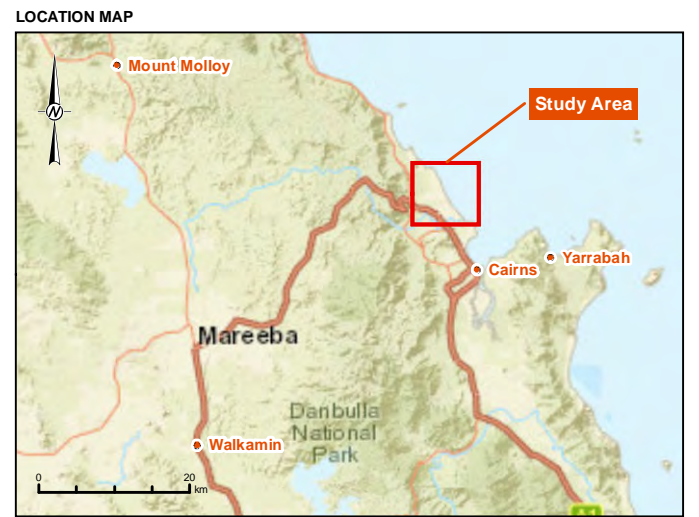 LOCATION MAP
Mount Molloy
N
Study Area
Yarrabah
Cairns
Mareeba
Danbulla
National
Park
Walkamin
0 20
km